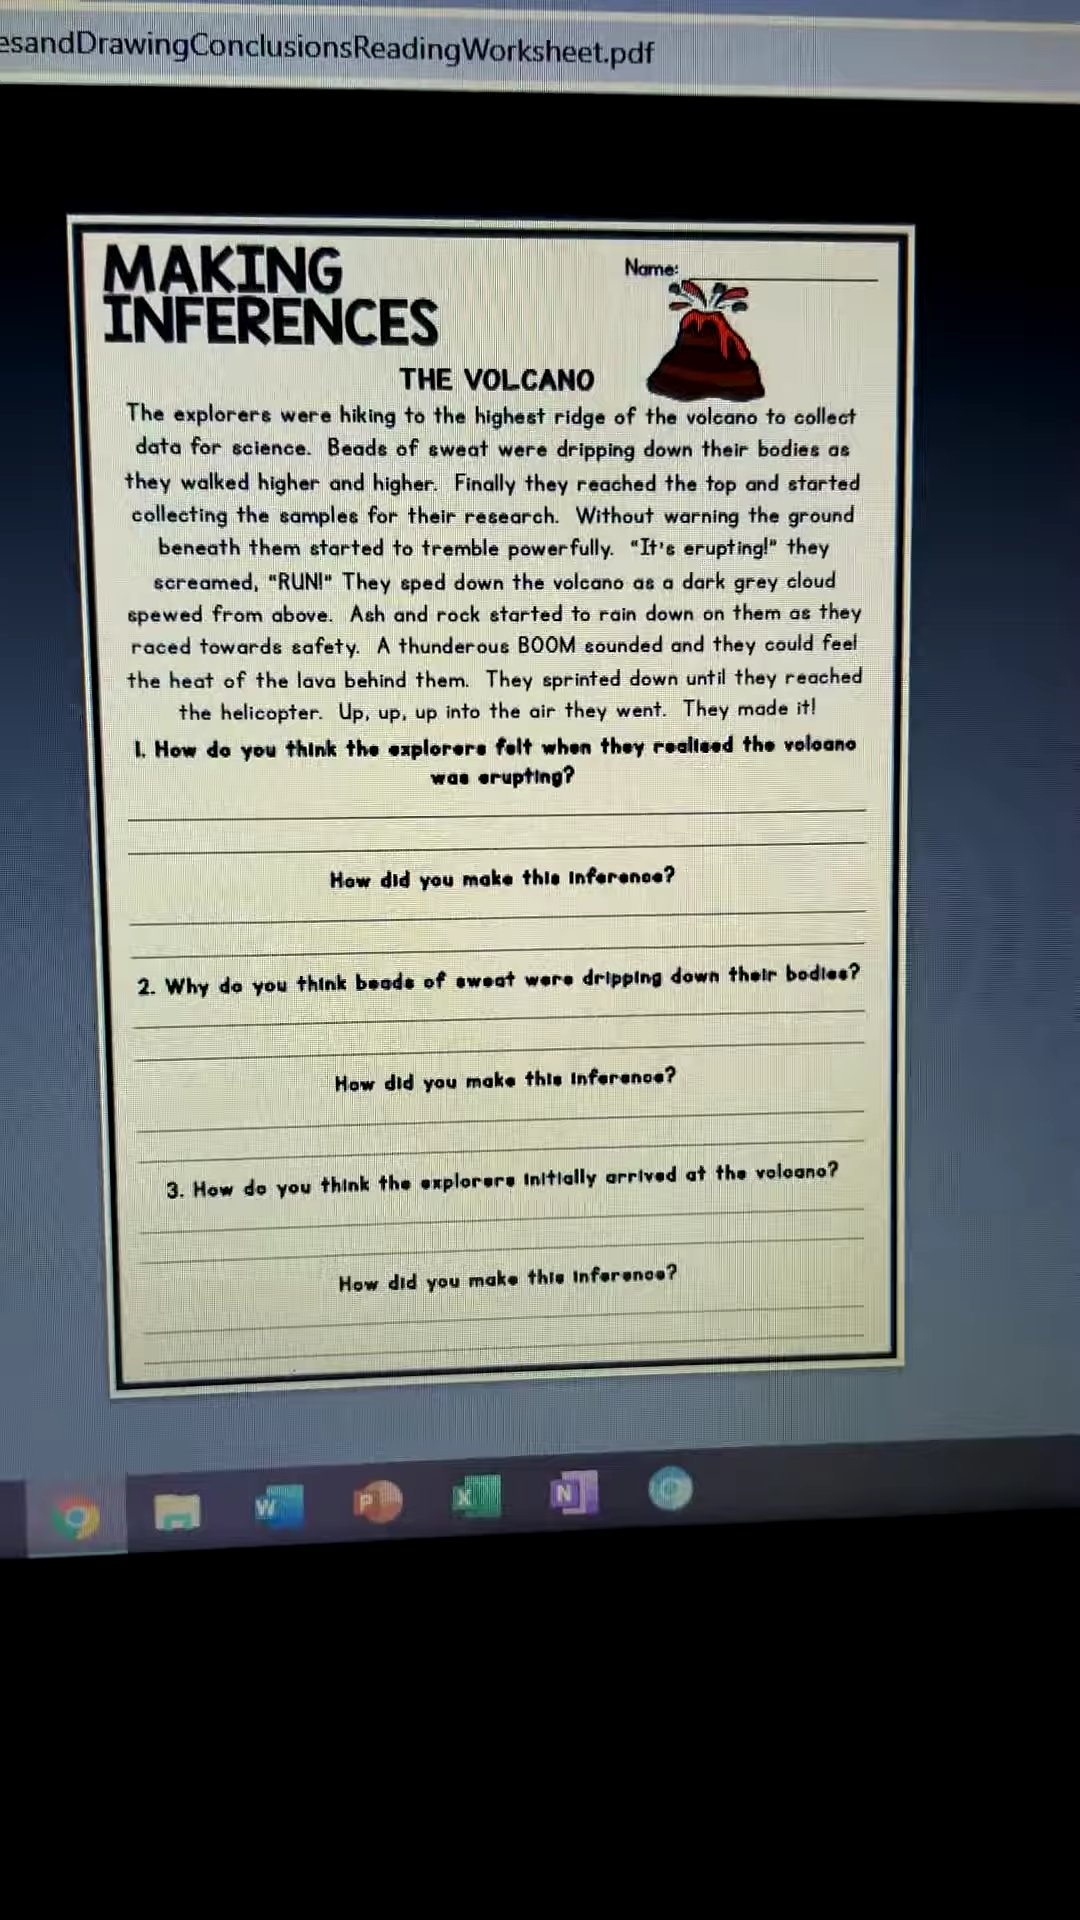 esandDrawingConclusionsReadingWorksheet.pdf
MAKING
INFERENCES
Name:
THE VOLCANO
The explorers were hiking to the highest ridge of the volcano to collect
data for science. Beads of sweat were dripping down their bodies as
they walked higher and higher. Finally they reached the top and started
collecting the samples for their research. Without warning the ground
beneath them started to tremble powerfully. "It's erupting!" they
screamed, "RUN!" They sped down the volcano as a dark grey cloud
spewed from above. Ash and rock started to rain down on them as they
raced towards safety. A thunderous BOOM sounded and they could feel
the heat of the lava behind them. They sprinted down until they reached
the helicopter. Up, up, up into the air they went. They made it!
1. How do you think the explorers felt when they realised the volcano
was erupting?
How did you make this inference?
2. Why do you think beads of sweat were dripping down their bodies?
How did you make this inference?
3. How do you think the explorers initially arrived at the volcano?
How did you make this inference?
W
P
X
N